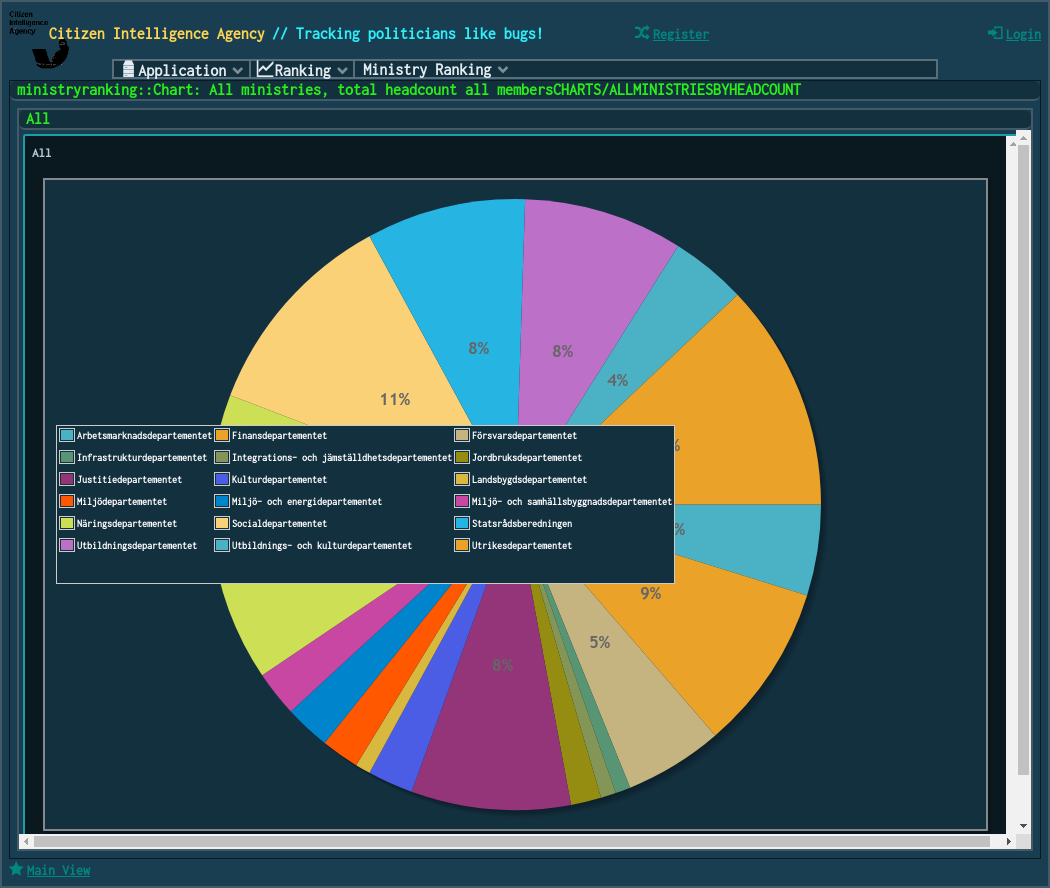 Citizen
Intelligence
Agency
Citizen Intelligence Agency // Tracking politicians like bugs!
Register
Login
Application
Ranking
Ministry Ranking
ministryranking::Chart: All ministries, total headcount all membersCHARTS/ALLMINISTRIESBYHEADCOUNT
All
All
8%
8%
4%
11%
%
Arbetsmarknadsdepartementet Finansdepartementet Försvarsdepartementet
Infrastrukturdepartementet Integrations- och jämställdhetsdepartementet Jordbruksdepartementet
Justitiedepartementet Kulturdepartementet Landsbygdsdepartementet
Miljödepartementet Miljö- och energidepartementet Miljö- och samhällsbyggnadsdepartementet
Näringsdepartementet Socialdepartementet Statsrådsberedningen
Utbildningsdepartementet Utbildnings- och kulturdepartementet Utrikesdepartementet
%
9%
5%
8%
Main View